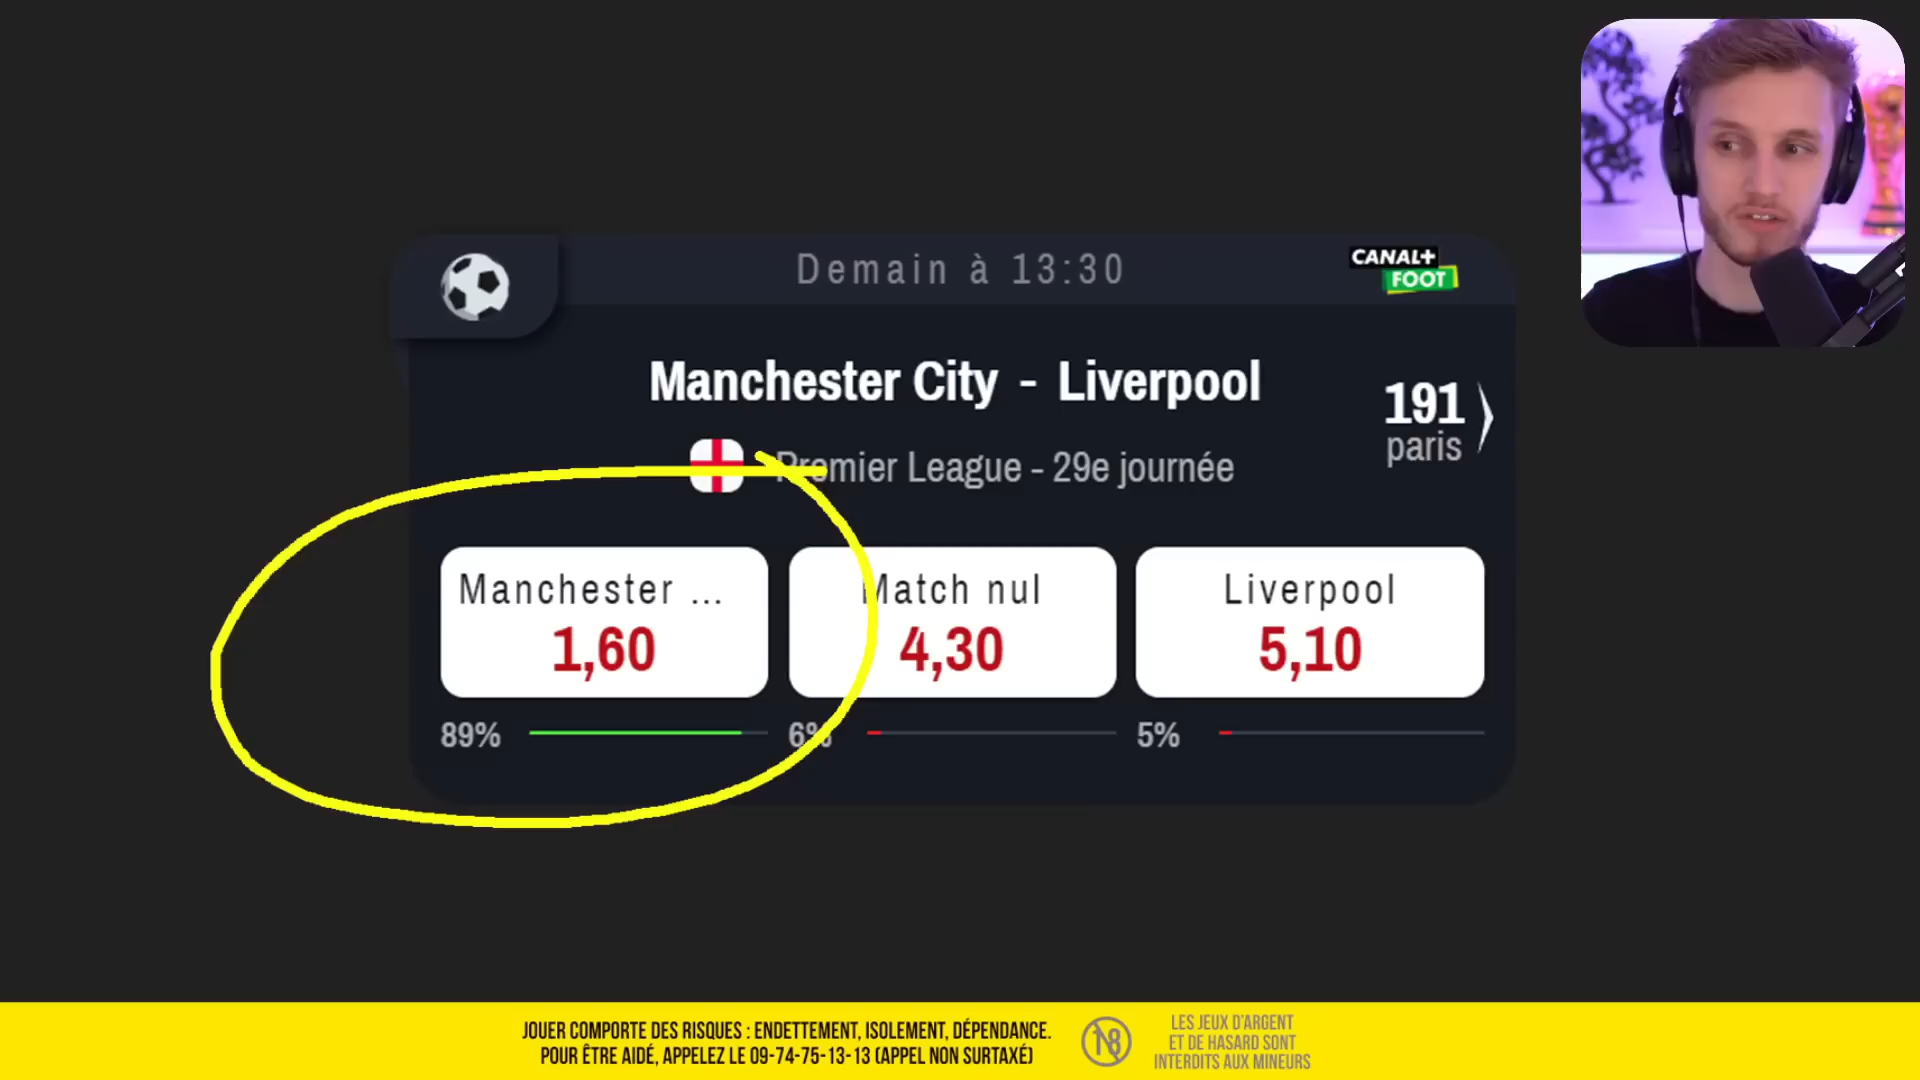 Demain à 13:30
CANAL+
FOOT
Manchester City - Liverpool
191
paris
Premier League - 29e journée
Manchester ...
1,60
Match nul
4,30
Liverpool
5,10
89%
6%
5%
JOUER COMPORTE DES RISQUES : ENDETTEMENT, ISOLEMENT, DÉPENDANCE.
POUR ÊTRE AIDÉ, APPELEZ LE 09-74-75-13-13 (APPEL NON SURTAXÉ)
18
LES JEUX D'ARGENT
ET DE HASARD SONT
INTERDITS AUX MINEURS